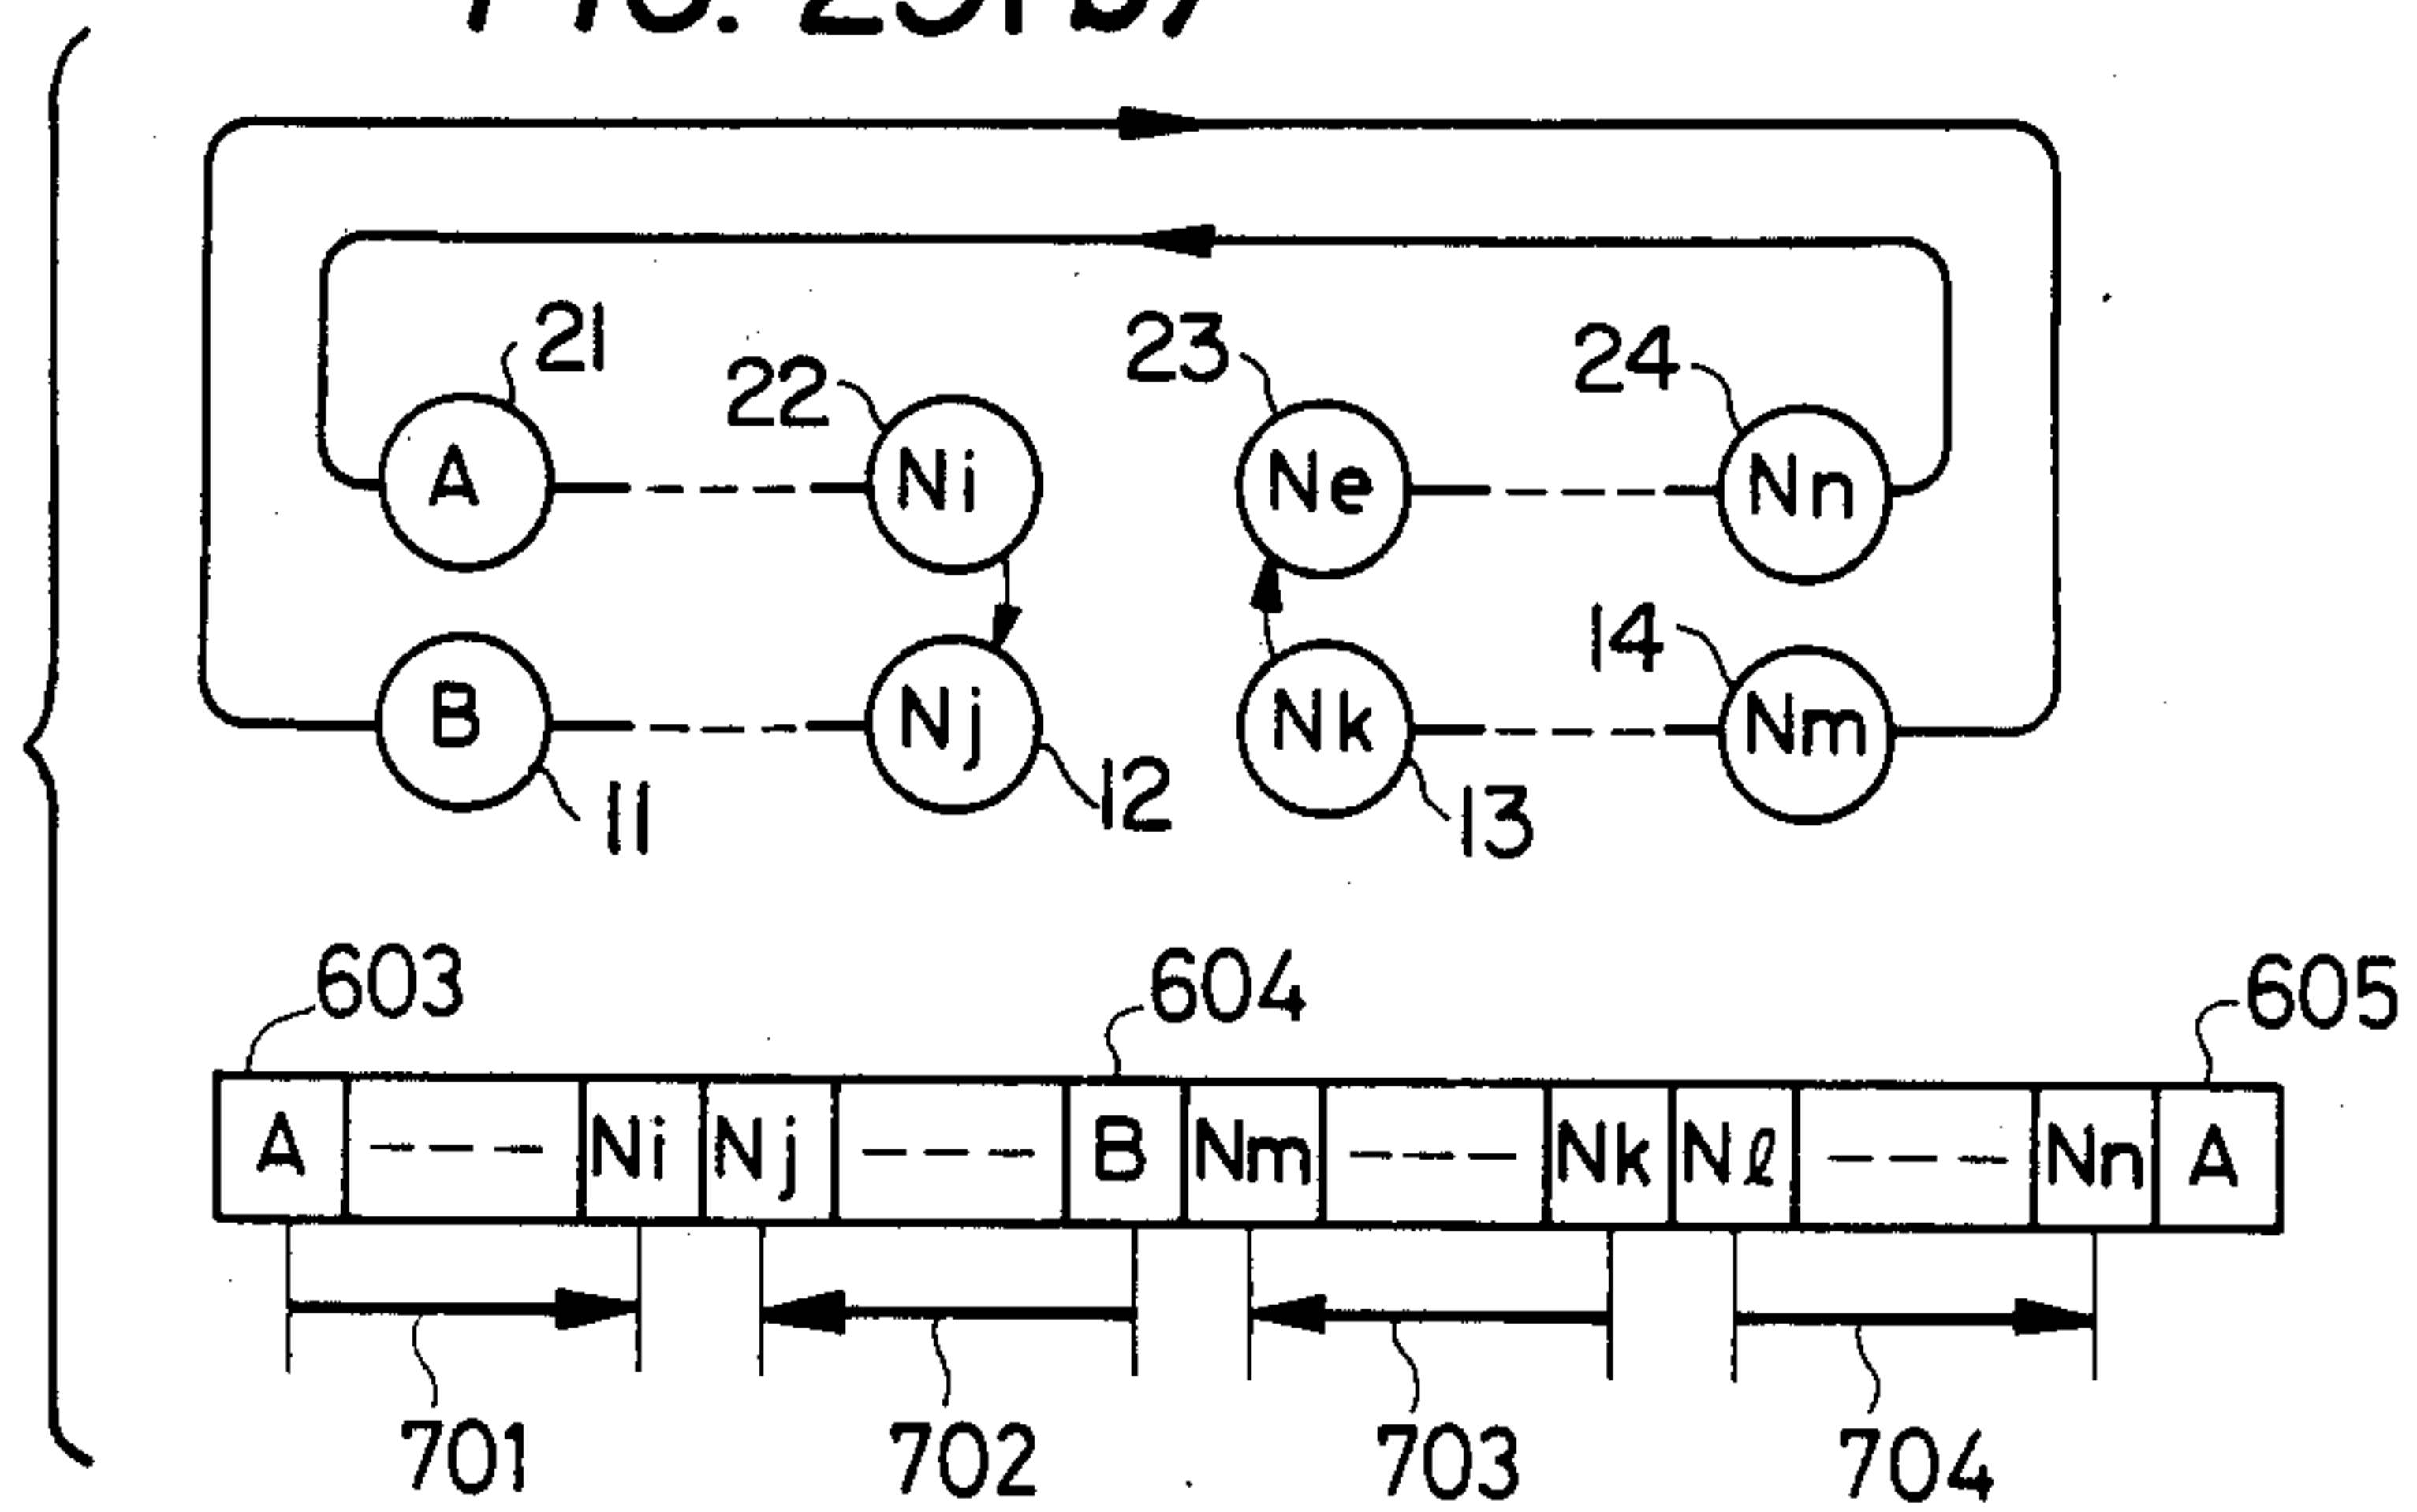 21
22
23
24
A
Ni
Ne
Nn
B
Nj
Nk
Nm
11
12
13
14
603
604
605
A --- Ni Nj --- B Nm --- Nk Nℓ --- Nn A
701
702
703
704